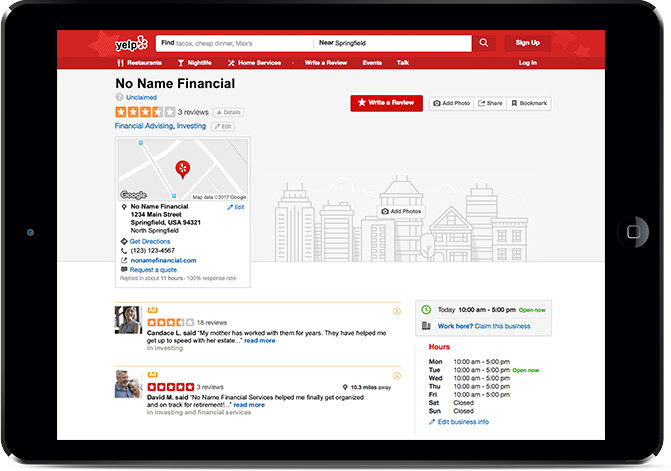 yelp
Find tacos, cheap dinner, Max's
Near Springfield
Sign Up
Restaurants
Nightlife
Home Services
Write a Review
Events
Talk
Log In
No Name Financial
Unclaimed
3 reviews
Details
Financial Advising, Investing
Edit
Write a Review
Add Photo
Share
Bookmark
Google
Map data ©2017 Google
No Name Financial
Edit
1234 Main Street
Springfield, USA 94321
North Springfield
Get Directions
(123) 123-4567
nonamefinancial.com
Request a quote
Replies in about 11 hours · 100% response rate
Add Photos
Ad
18 reviews
Candace L. said “My mother has worked with them for years. They have helped me
get up to speed with her estate...” read more
in investing
Ad
3 reviews
10.3 miles away
David M. said “No Name Financial Services helped me finally get organized
and on track for retirement!...” read more
in investing and financial services
Today 10:00 am - 5:00 pm Open now
Work here? Claim this business
Hours
Mon 10:00 am - 5:00 pm
Tue 10:00 am - 5:00 pm Open now
Wed 10:00 am - 5:00 pm
Thu 10:00 am - 5:00 pm
Fri 10:00 am - 5:00 pm
Sat Closed
Sun Closed
Edit business info